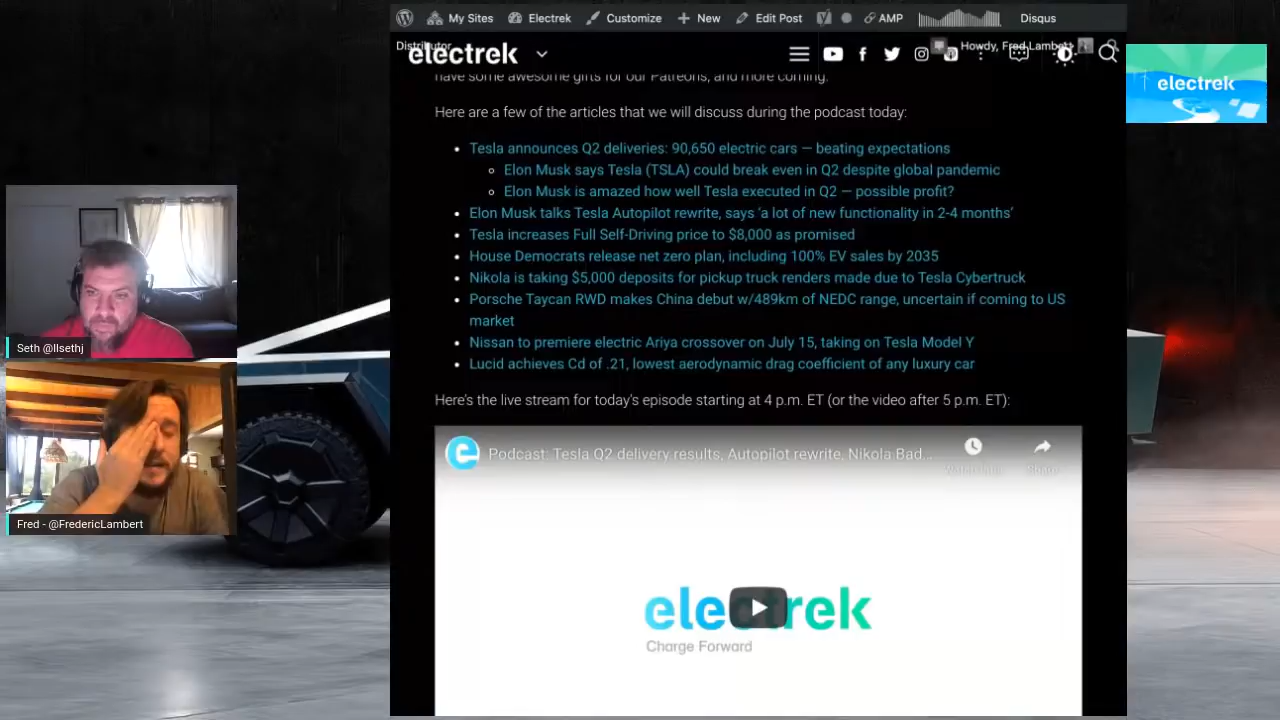 My Sites
Electrek
Customize
New
Edit Post
AMP
Disqus
Distributor
electrek
Howdy, Fred Lambert
electrek
have some awesome gifts for our Patreons, and more coming.
Here are a few of the articles that we will discuss during the podcast today:
Tesla announces Q2 deliveries: 90,650 electric cars — beating expectations
Elon Musk says Tesla (TSLA) could break even in Q2 despite global pandemic
Elon Musk is amazed how well Tesla executed in Q2 — possible profit?
Elon Musk talks Tesla Autopilot rewrite, says ‘a lot of new functionality in 2-4 months’
Tesla increases Full Self-Driving price to $8,000 as promised
House Democrats release net zero plan, including 100% EV sales by 2035
Nikola is taking $5,000 deposits for pickup truck renders made due to Tesla Cybertruck
Porsche Taycan RWD makes China debut w/489km of NEDC range, uncertain if coming to US
market
Nissan to premiere electric Ariya crossover on July 15, taking on Tesla Model Y
Lucid achieves Cd of .21, lowest aerodynamic drag coefficient of any luxury car
Here’s the live stream for today’s episode starting at 4 p.m. ET (or the video after 5 p.m. ET):
Podcast: Tesla Q2 delivery results, Autopilot rewrite, Nikola Bad...
Share
electrek
Charge Forward
Seth @llsethj
Fred - @FredericLambert